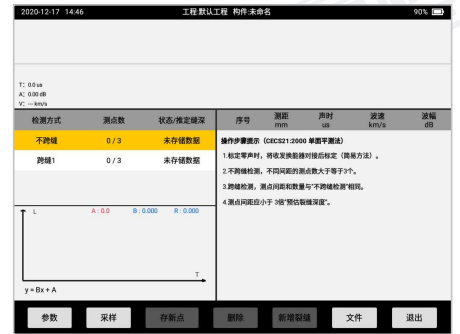 2020-12-17 14:46 工程:默认工程 构件:未命名 90%
T: 0.0 us
A: 0.00 dB
V: --- km/s
检测方式 测点数 状态/推定缝深
不跨缝 0 / 3 未存储数据
跨缝1 0 / 3 未存储数据
序号 测距 mm 声时 us 波速 km/s 波幅 dB
操作步骤提示（CECS21:2000 单面平测法）
1.标定零声时，将收发换能器对接后标定（简易方法）。
2.不跨缝检测，不同间距的测点数大于等于3个。
3.跨缝检测，测点间距和数量与"不跨缝检测"相同。
4.测点间距应小于 3倍"预估裂缝深度"。
L A : 0.0 B : 0.000 R : 0.000
T
y = Bx + A
参数 采样 存新点 删除 新增裂缝 文件 退出